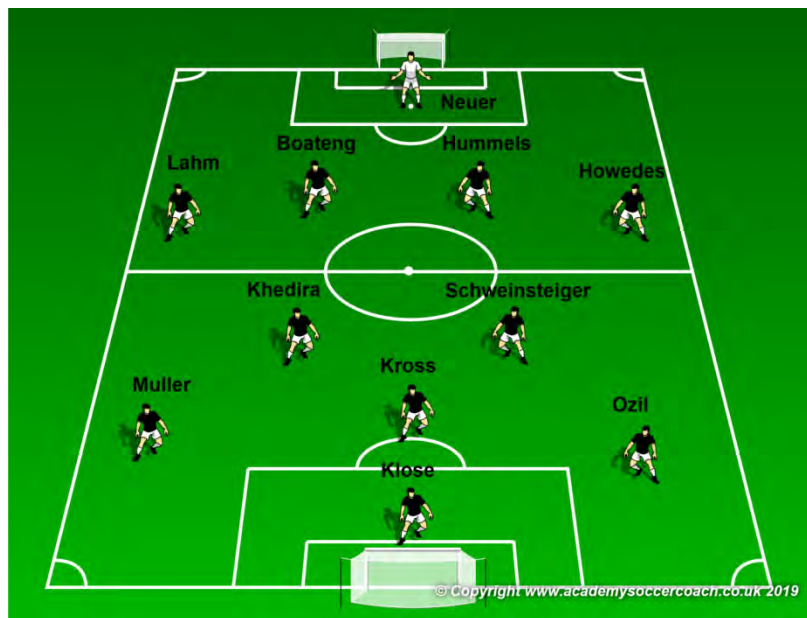 Neuer
Boateng
Hummels
Lahm
Howedes
Khedira
Schweinsteiger
Kross
Muller
Ozil
Klose
© Copyright www.academysoccercoach.co.uk 2019